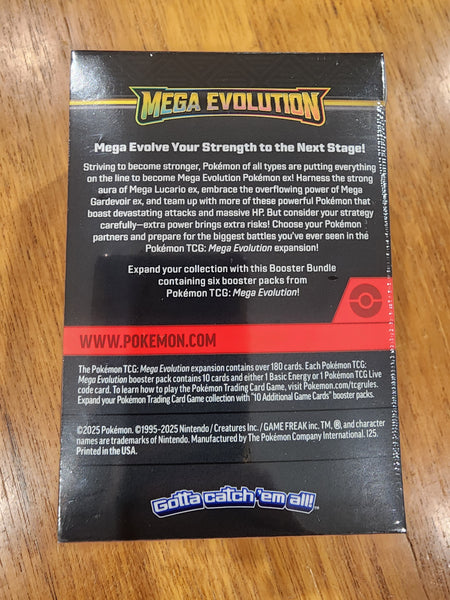 MEGA EVOLUTION
Mega Evolve Your Strength to the Next Stage!
Striving to become stronger, Pokémon of all types are putting everything
on the line to become Mega Evolution Pokémon ex! Harness the strong
aura of Mega Lucario ex, embrace the overflowing power of Mega
Gardevoir ex, and team up with more of these powerful Pokémon that
boast devastating attacks and massive HP. But consider your strategy
carefully—extra power brings extra risks! Choose your Pokémon
partners and prepare for the biggest battles you've ever seen in the
Pokémon TCG: Mega Evolution expansion!
Expand your collection with this Booster Bundle
containing six booster packs from
Pokémon TCG: Mega Evolution!
WWW.POKEMON.COM
The Pokémon TCG: Mega Evolution expansion contains over 180 cards. Each Pokémon TCG:
Mega Evolution booster pack contains 10 cards and either 1 Basic Energy or 1 Pokémon TCG Live
code card. To learn how to play the Pokémon Trading Card Game, visit Pokemon.com/tcgrules.
Expand your Pokémon Trading Card Game collection with "10 Additional Game Cards" booster packs.
©2025 Pokémon. ©1995-2025 Nintendo / Creatures Inc. / GAME FREAK inc. TM, ®, and character
names are trademarks of Nintendo. Manufactured by The Pokémon Company International. 125.
Printed in the USA.
Gotta catch 'em all!™